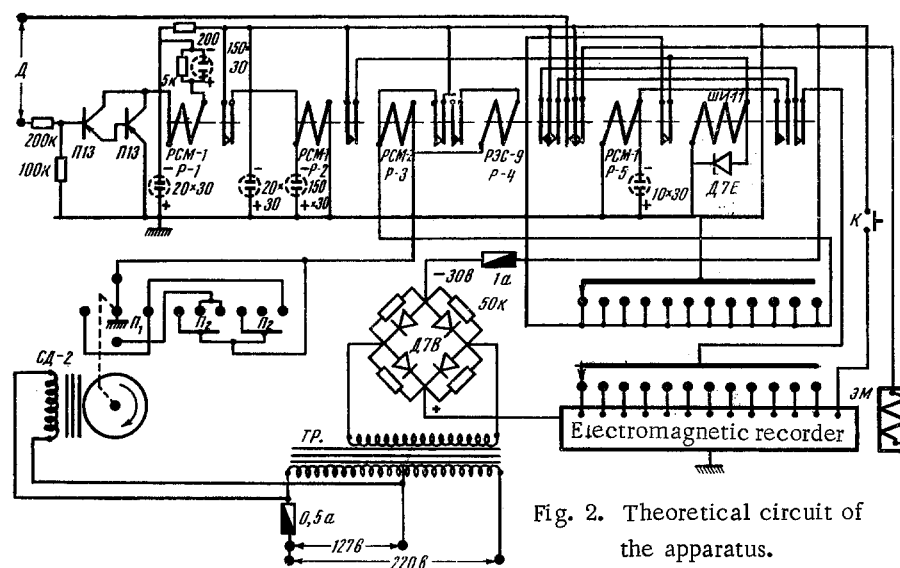 200
150×
30
5к
Д
200к
100к
П13
П13
РСМ-1
Р-1
20×30
20×
30
РСМ-1
Р-2
150
×30
РСМ-1
Р-3
РЭС-9
Р-4
РСМ-1
Р-5
10×30
ШИ-11
Д7Е
К
-30В
1а
50к
Д7В
+
П₁
П₂
П₂
СД-2
ТР.
0,5а
127в
220в
ЭМ
Electromagnetic recorder
Fig. 2. Theoretical circuit of
the apparatus.